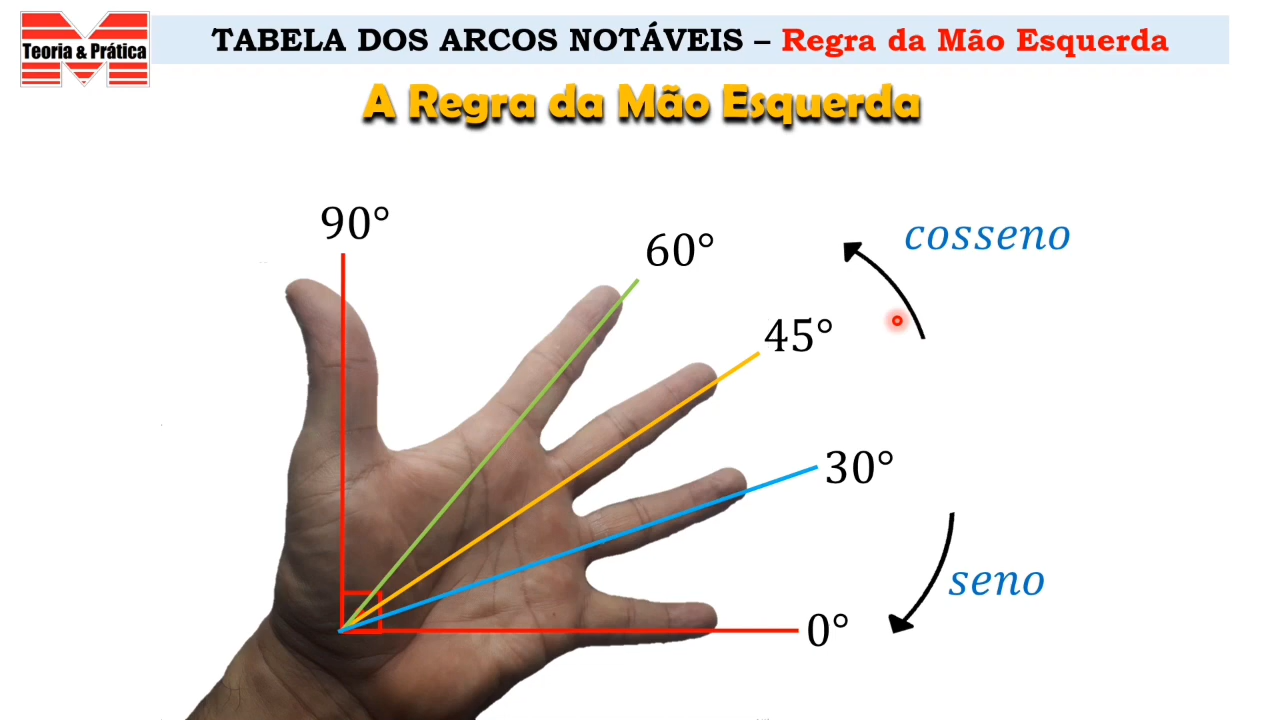 Teoria & Prática
TABELA DOS ARCOS NOTÁVEIS – Regra da Mão Esquerda
A Regra da Mão Esquerda
90°
60°
cosseno
45°
30°
seno
0°